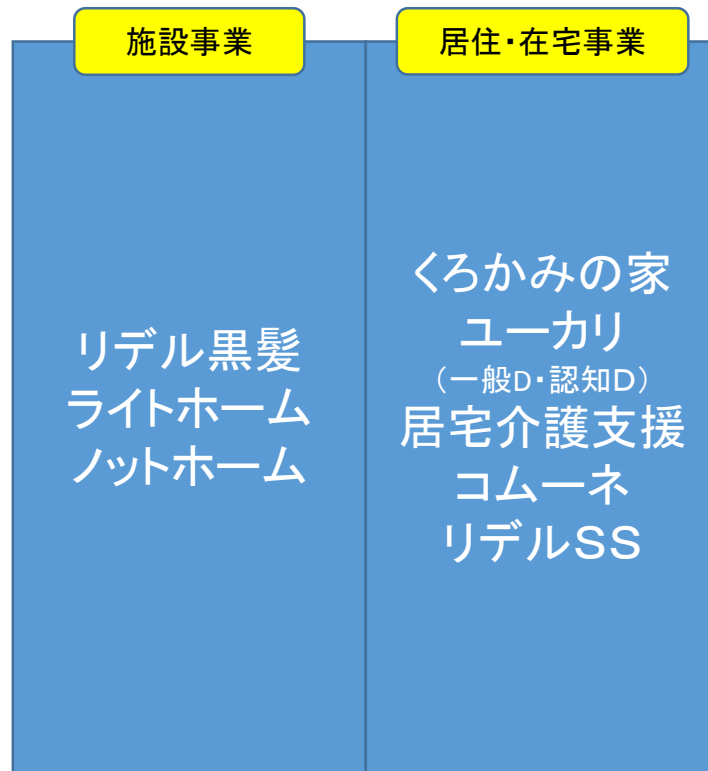 施設事業
リデル黒髪
ライトホーム
ノットホーム
居住・在宅事業
くろかみの家
ユーカリ
（一般D・認知D）
居宅介護支援
コムーネ
リデルSS